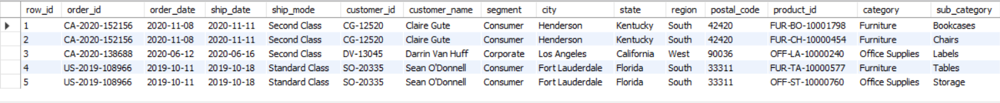 row_id order_id order_date ship_date ship_mode customer_id customer_name segment city state region postal_code product_id category sub_category
1 CA-2020-152156 2020-11-08 2020-11-11 Second Class CG-12520 Claire Gute Consumer Henderson Kentucky South 42420 FUR-BO-10001798 Furniture Bookcases
2 CA-2020-152156 2020-11-08 2020-11-11 Second Class CG-12520 Claire Gute Consumer Henderson Kentucky South 42420 FUR-CH-10000454 Furniture Chairs
3 CA-2020-138688 2020-06-12 2020-06-16 Second Class DV-13045 Darrin Van Huff Corporate Los Angeles California West 90036 OFF-LA-10000240 Office Supplies Labels
4 US-2019-108966 2019-10-11 2019-10-18 Standard Class SO-20335 Sean O'Donnell Consumer Fort Lauderdale Florida South 33311 FUR-TA-10000577 Furniture Tables
5 US-2019-108966 2019-10-11 2019-10-18 Standard Class SO-20335 Sean O'Donnell Consumer Fort Lauderdale Florida South 33311 OFF-ST-10000760 Office Supplies Storage